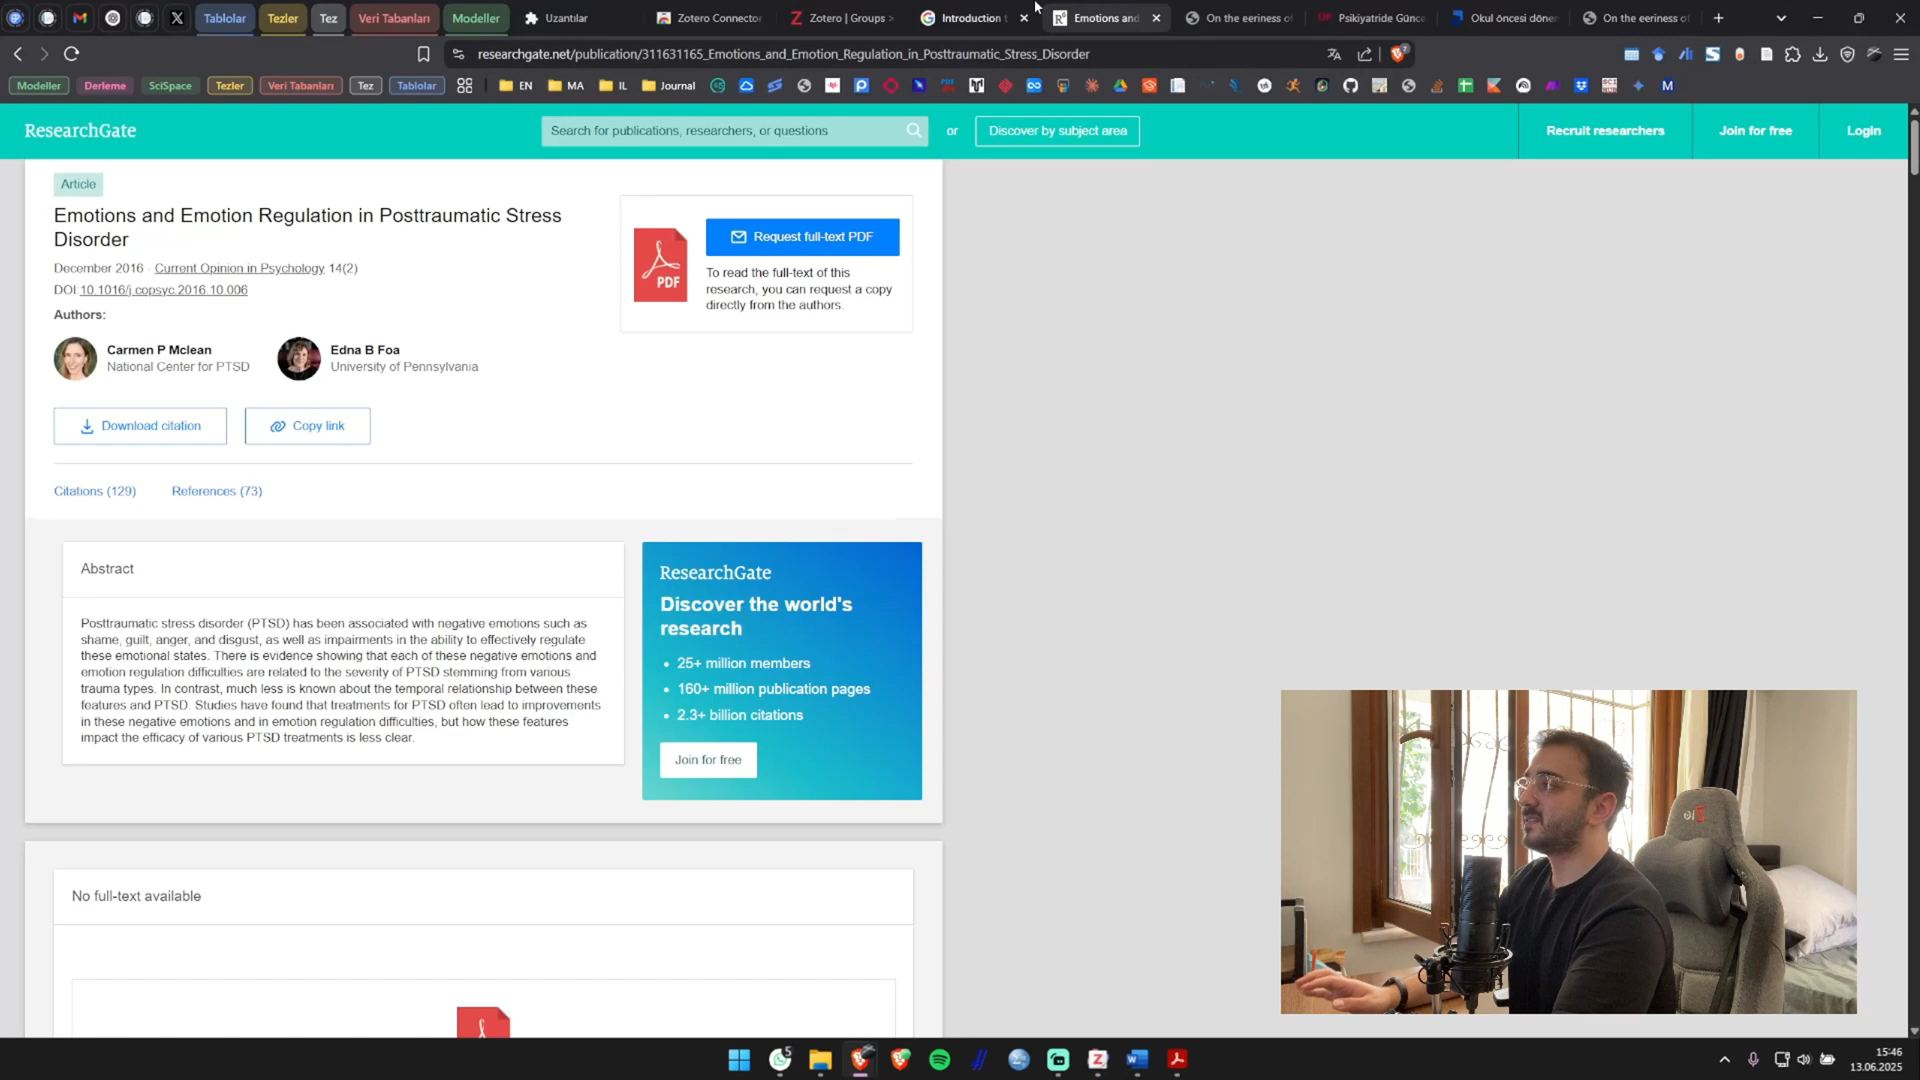 Tablolar
Tezler
Tez
Veri Tabanları
Modeller
Uzantılar
Zotero Connector
Zotero | Groups >
Introduction
Emotions and
On the eeriness of
Psikiyatride Günce
Okul öncesi döner
On the eeriness of
researchgate.net/publication/311631165_Emotions_and_Emotion_Regulation_in_Posttraumatic_Stress_Disorder
Modeller
Derleme
SciSpace
Tezler
Veri Tabanları
Tez
Tablolar
EN
MA
IL
Journal
ResearchGate
Search for publications, researchers, or questions
or
Discover by subject area
Recruit researchers
Join for free
Login
Article
Emotions and Emotion Regulation in Posttraumatic Stress
Disorder
December 2016 · Current Opinion in Psychology 14(2)
DOI:10.1016/j.copsyc.2016.10.006
Authors:
Carmen P Mclean
National Center for PTSD
Edna B Foa
University of Pennsylvania
PDF
Request full-text PDF
To read the full-text of this
research, you can request a copy
directly from the authors.
Download citation
Copy link
Citations (129)
References (73)
Abstract
Posttraumatic stress disorder (PTSD) has been associated with negative emotions such as
shame, guilt, anger, and disgust, as well as impairments in the ability to effectively regulate
these emotional states. There is evidence showing that each of these negative emotions and
emotion regulation difficulties are related to the severity of PTSD stemming from various
trauma types. In contrast, much less is known about the temporal relationship between these
features and PTSD. Studies have found that treatments for PTSD often lead to improvements
in these negative emotions and in emotion regulation difficulties, but how these features
impact the efficacy of various PTSD treatments is less clear.
ResearchGate
Discover the world's
research
• 25+ million members
• 160+ million publication pages
• 2.3+ billion citations
Join for free
No full-text available
15:46
13.06.2025